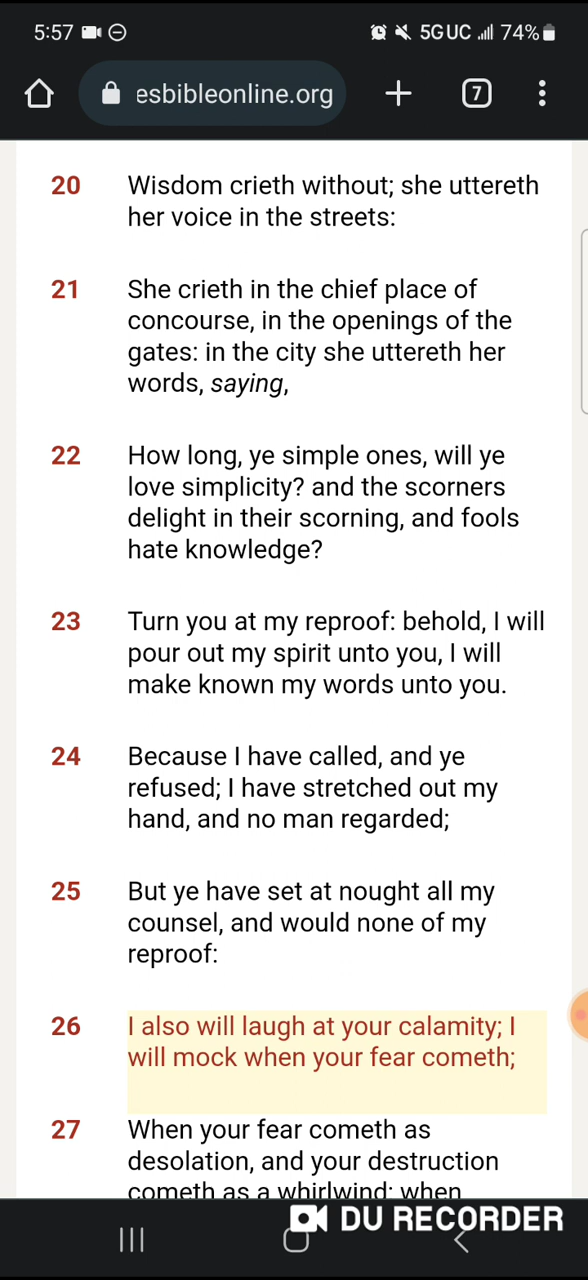 5:57 5GUC 74%
esbibleonline.org 7
20 Wisdom crieth without; she uttereth
her voice in the streets:
21 She crieth in the chief place of
concourse, in the openings of the
gates: in the city she uttereth her
words, saying,
22 How long, ye simple ones, will ye
love simplicity? and the scorners
delight in their scorning, and fools
hate knowledge?
23 Turn you at my reproof: behold, I will
pour out my spirit unto you, I will
make known my words unto you.
24 Because I have called, and ye
refused; I have stretched out my
hand, and no man regarded;
25 But ye have set at nought all my
counsel, and would none of my
reproof:
26 I also will laugh at your calamity; I
will mock when your fear cometh;
27 When your fear cometh as
desolation, and your destruction
cometh as a whirlwind; when
DU RECORDER